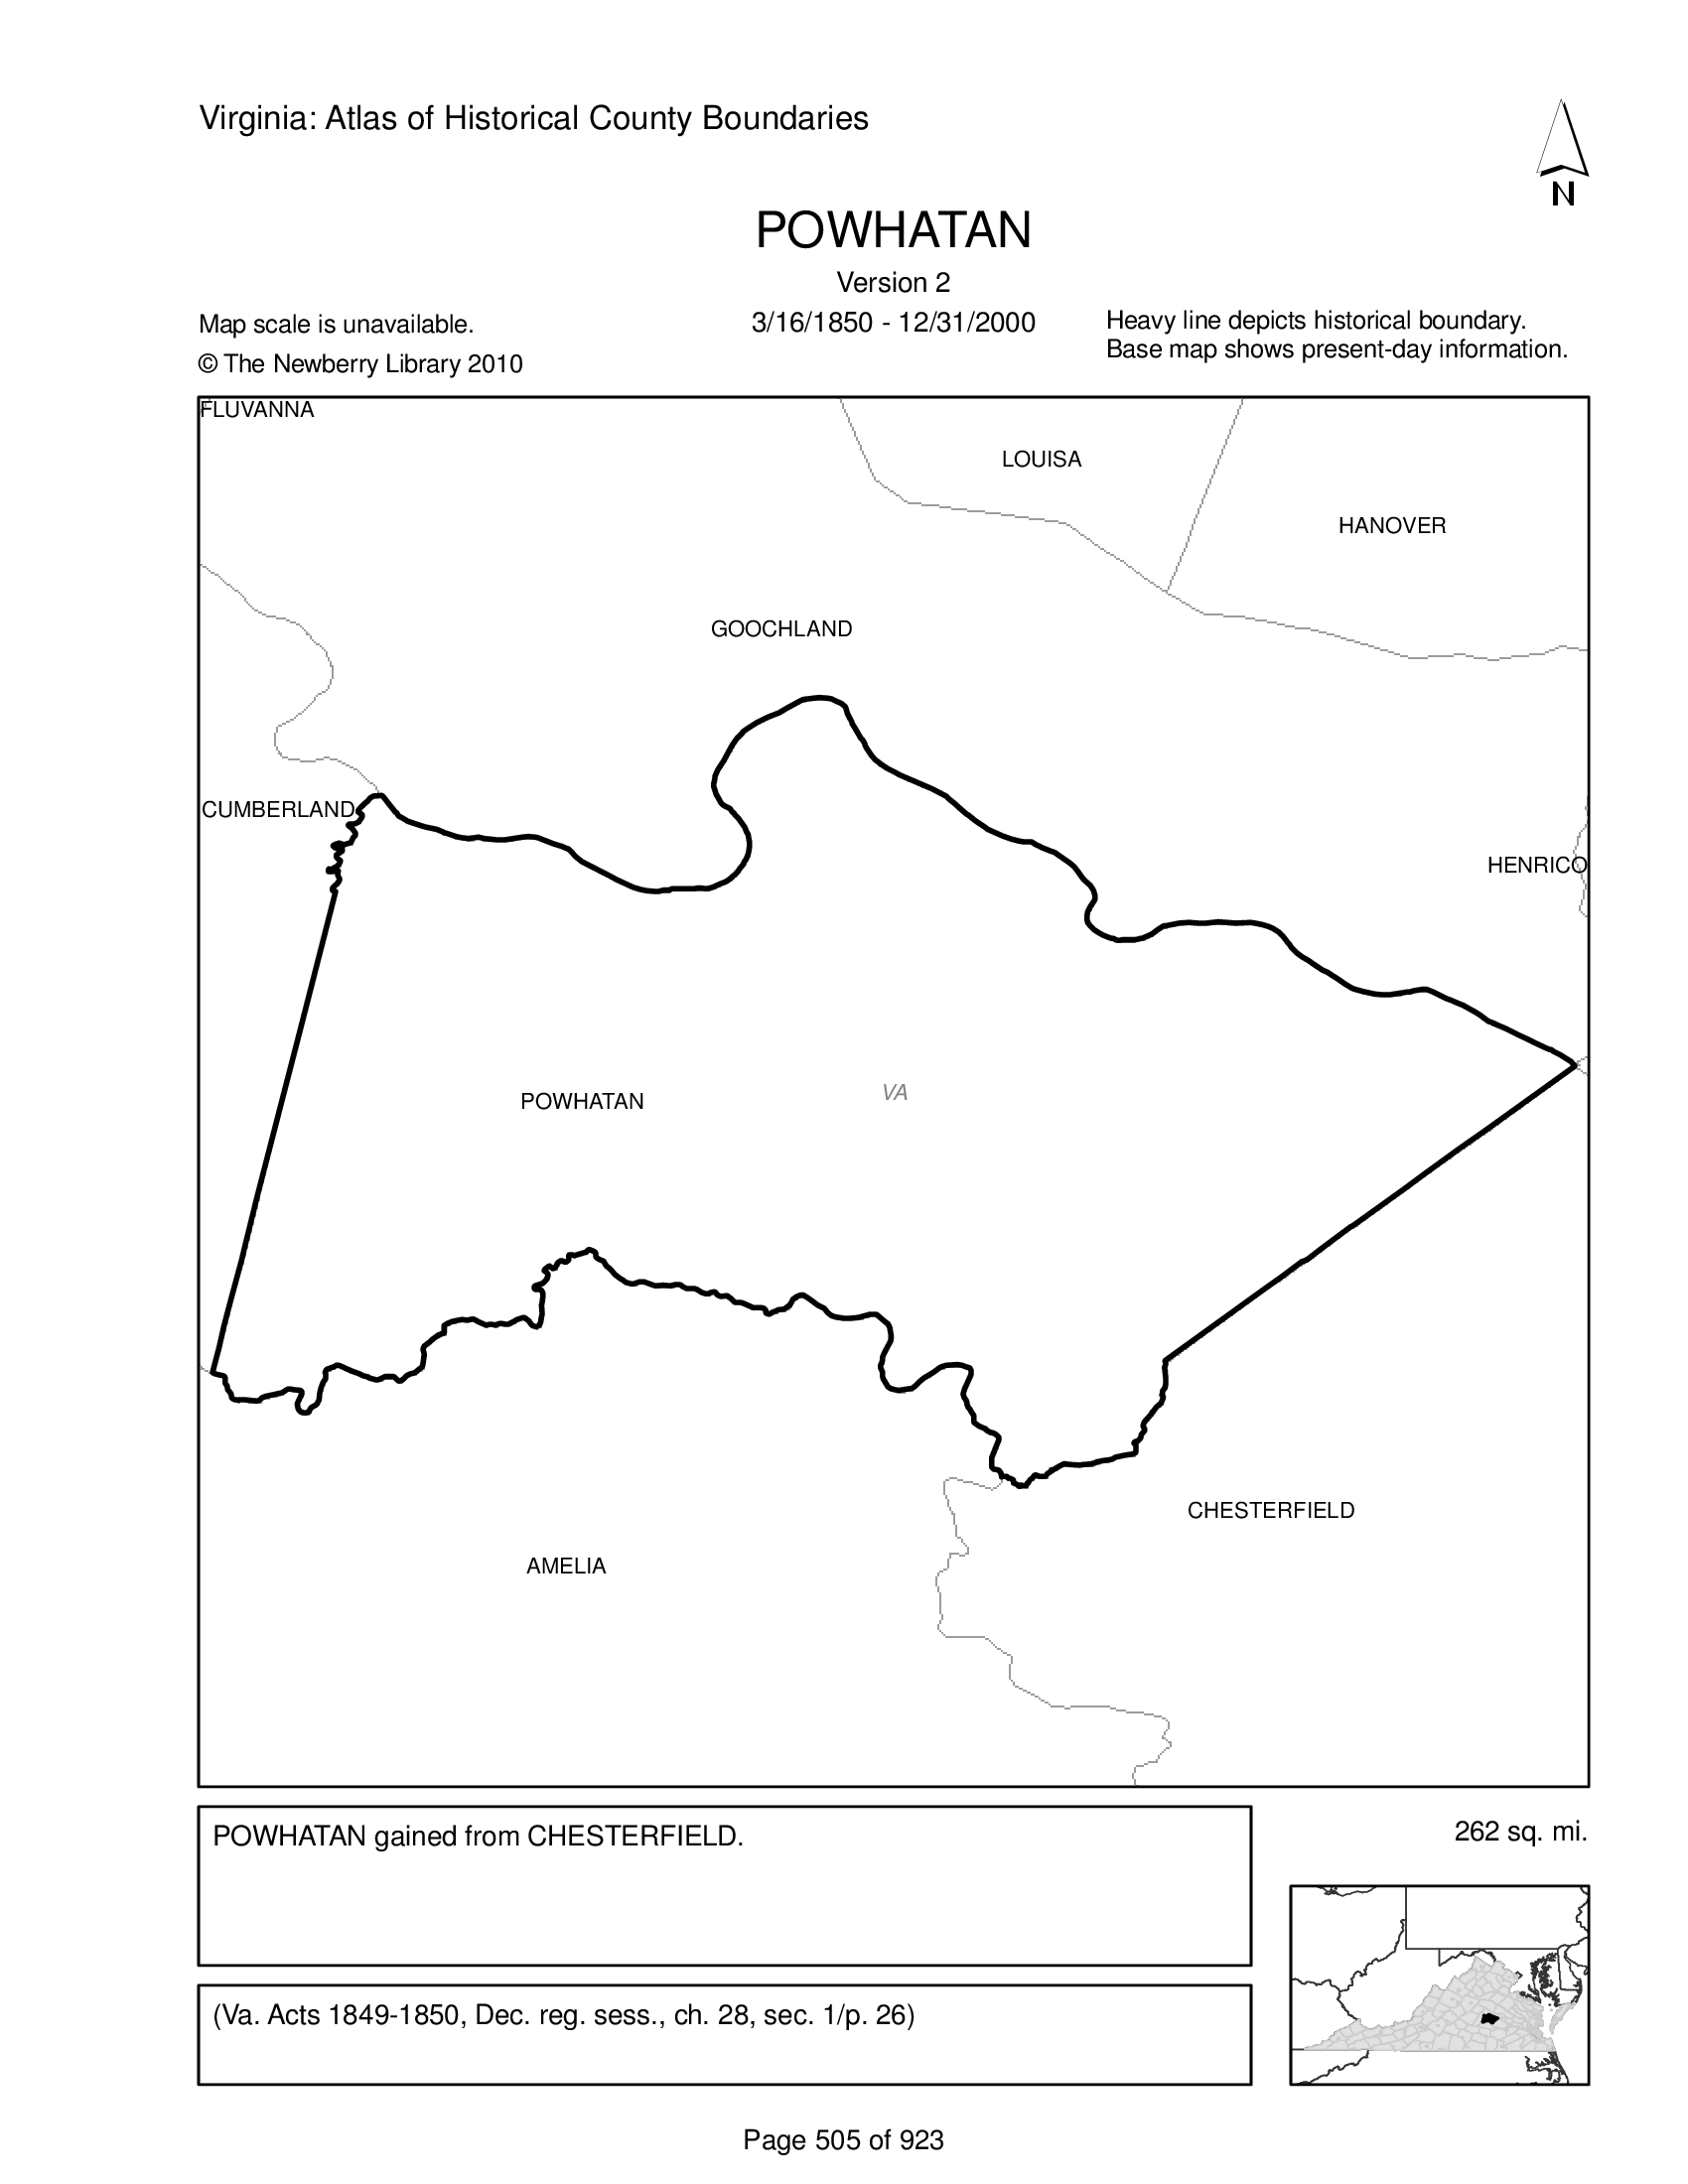 Virginia: Atlas of Historical County Boundaries
N
POWHATAN
Version 2
3/16/1850 - 12/31/2000
Map scale is unavailable.
© The Newberry Library 2010
Heavy line depicts historical boundary.
Base map shows present-day information.
FLUVANNA
LOUISA
HANOVER
GOOCHLAND
CUMBERLAND
HENRICO
POWHATAN
VA
CHESTERFIELD
AMELIA
POWHATAN gained from CHESTERFIELD.
262 sq. mi.
(Va. Acts 1849-1850, Dec. reg. sess., ch. 28, sec. 1/p. 26)
Page 505 of 923